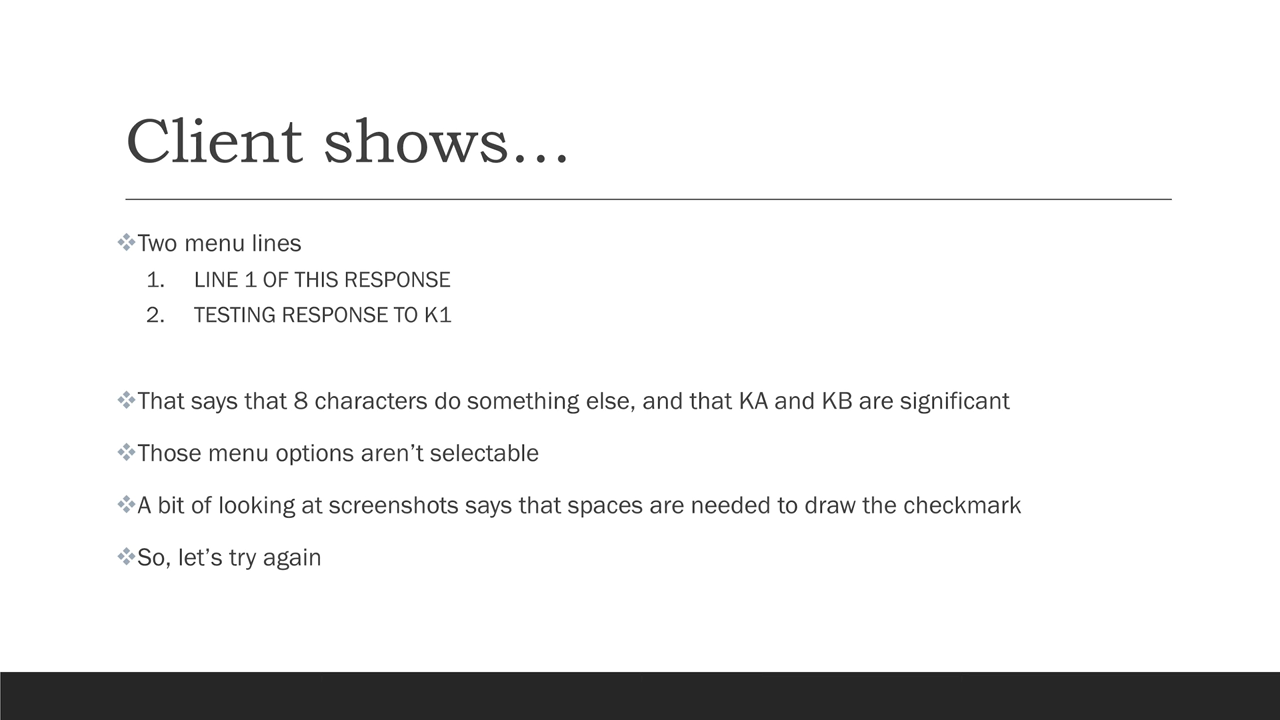 Client shows…
❖Two menu lines
1. LINE 1 OF THIS RESPONSE
2. TESTING RESPONSE TO K1
❖That says that 8 characters do something else, and that KA and KB are significant
❖Those menu options aren’t selectable
❖A bit of looking at screenshots says that spaces are needed to draw the checkmark
❖So, let’s try again